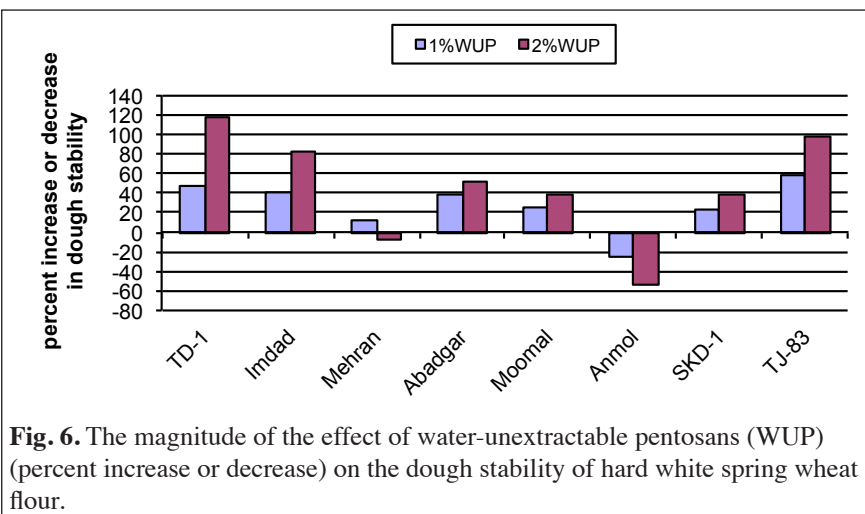 1%WUP 2%WUP
percent increase or decrease
in dough stability
140
120
100
80
60
40
20
0
-20
-40
-60
-80
TD-1
Imdad
Mehran
Abadgar
Moomal
Anmol
SKD-1
TJ-83
Fig. 6. The magnitude of the effect of water-unextractable pentosans (WUP)
(percent increase or decrease) on the dough stability of hard white spring wheat
flour.